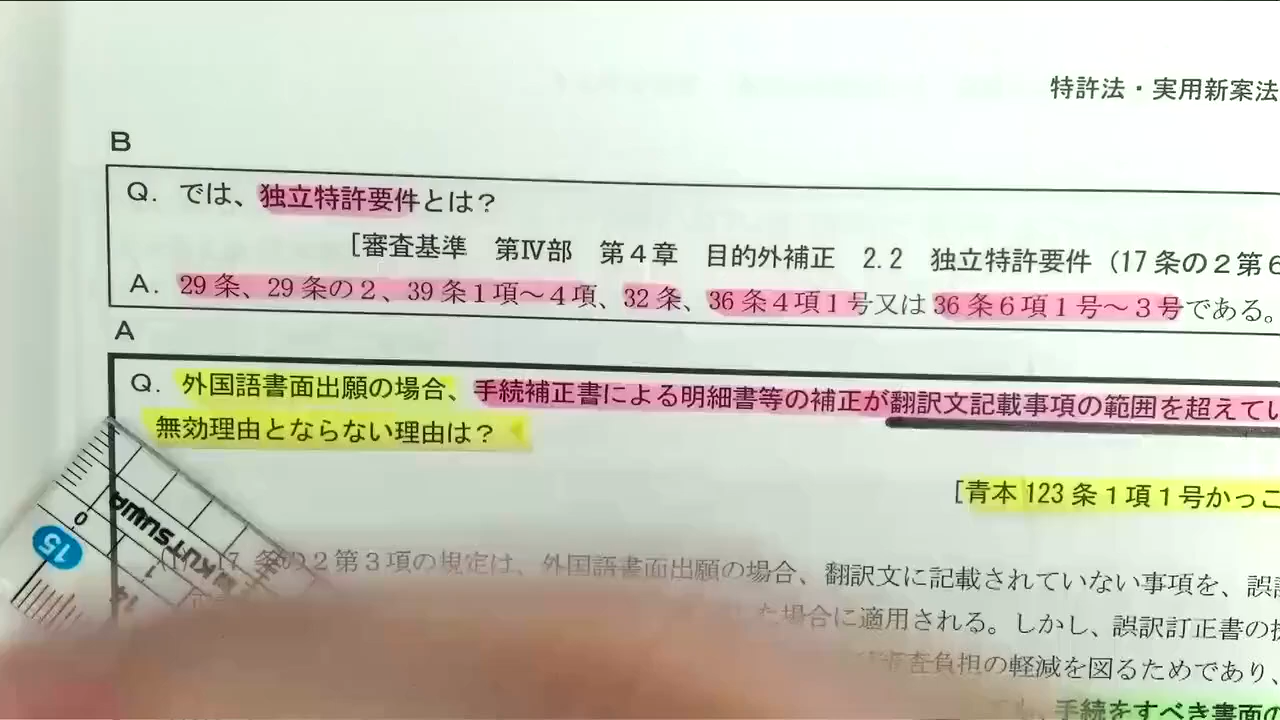 特許法・実用新案法
B
Q. では、独立特許要件とは？
[審査基準 第Ⅳ部 第４章 目的外補正 2.2 独立特許要件 (17条の２第６
A. 29条、29条の２、39条１項～４項、32条、36条４項１号又は36条６項１号～３号である。
A
Q. 外国語書面出願の場合、手続補正書による明細書等の補正が翻訳文記載事項の範囲を超えてい
無効理由とならない理由は？
[青本 123条１項１号かっこ
17条の２第３項の規定は、外国語書面出願の場合、翻訳文に記載されていない事項を、誤
た場合に適用される。しかし、誤訳訂正書の
審査負担の軽減を図るためであり、
手続をすべき書面の
KUTSUWA
15
0
1